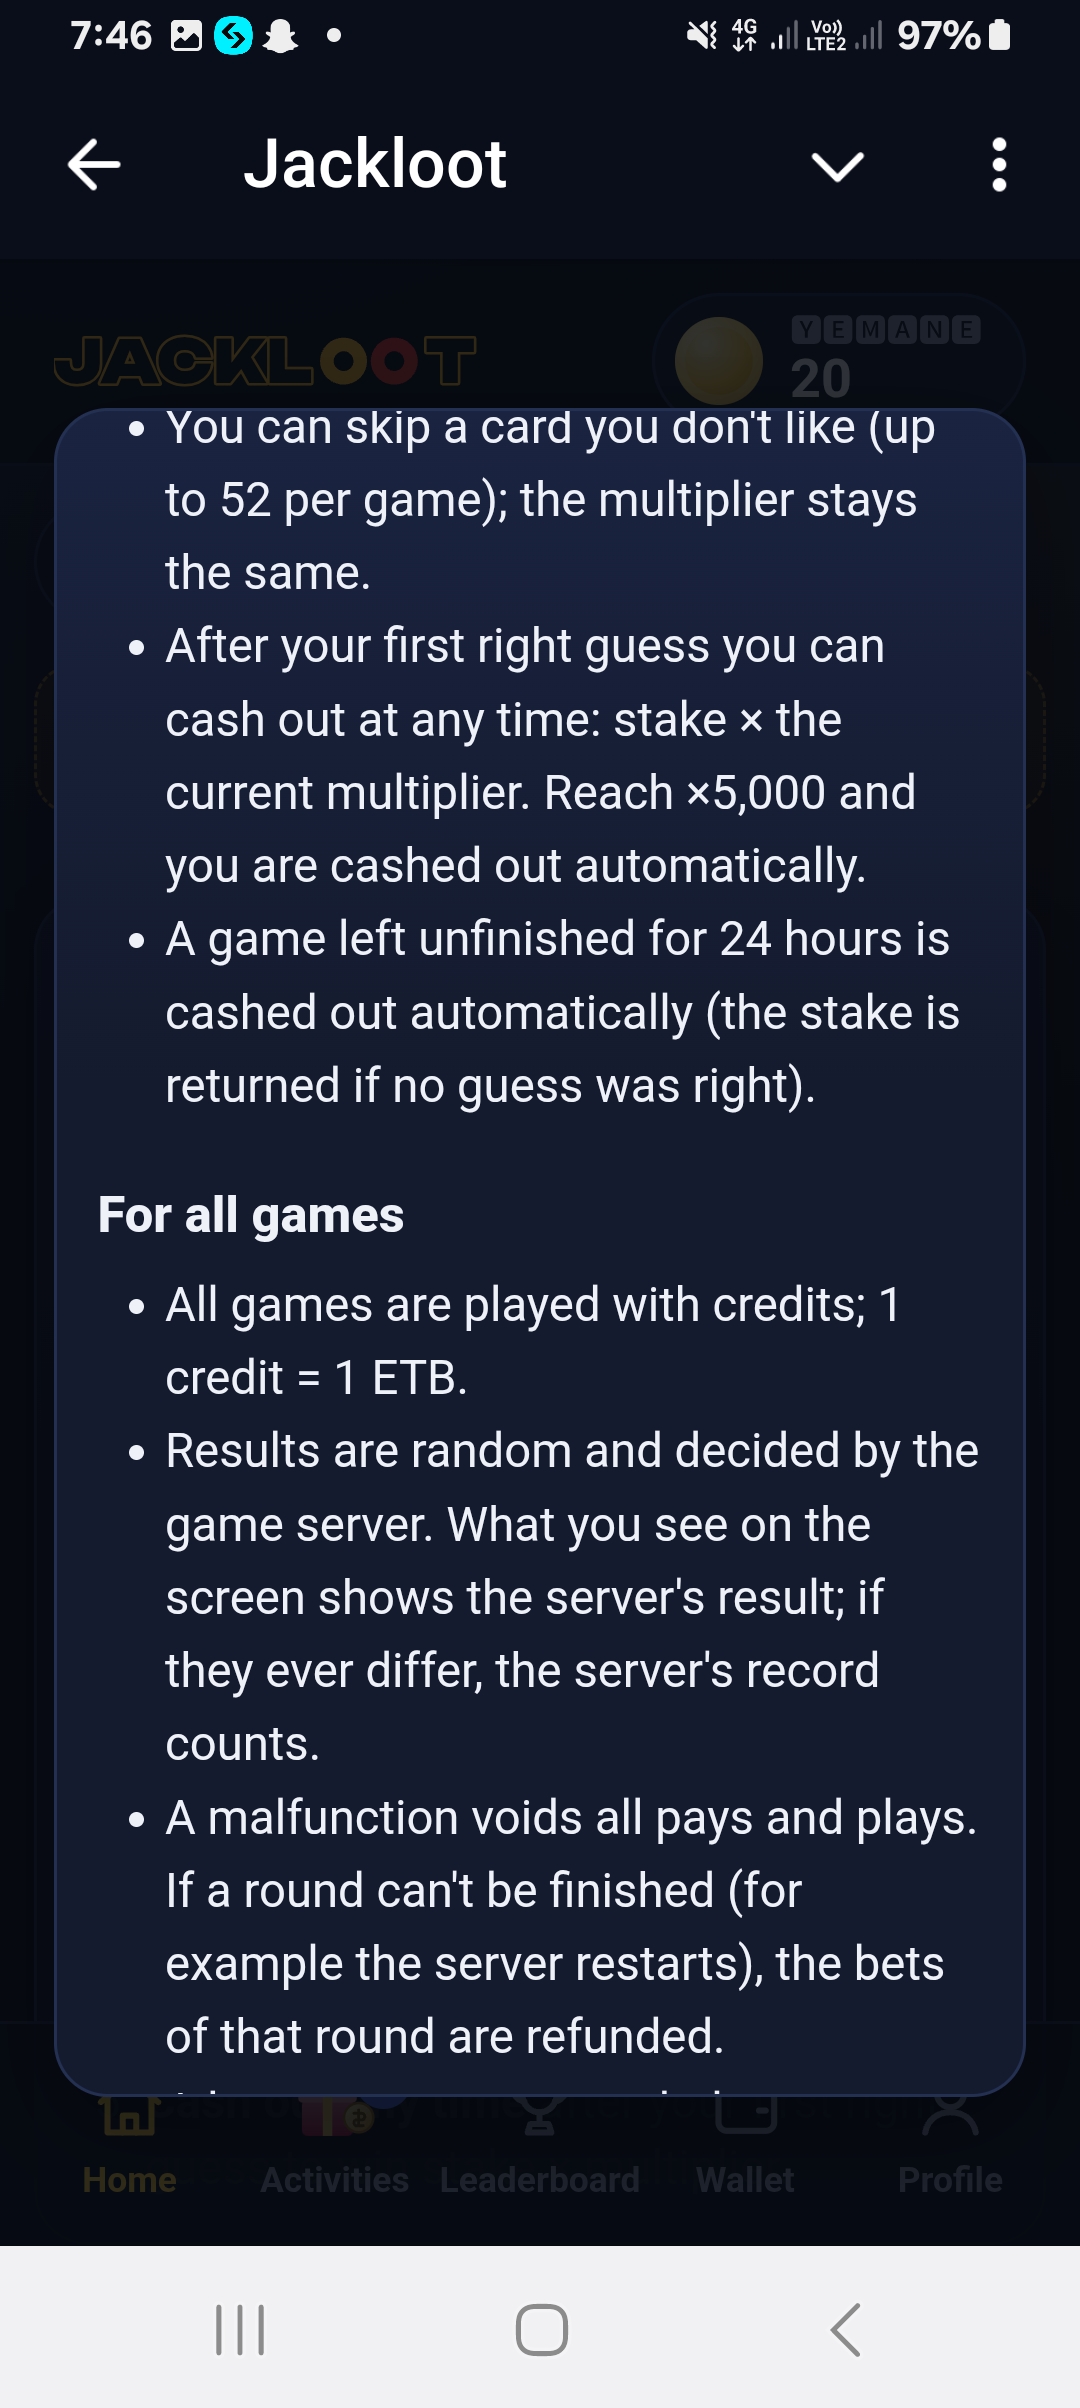 7:46
4G
Vo))
LTE2
97%
Jackloot
JACKLOOT
YEMANE
20
You can skip a card you don't like (up
to 52 per game); the multiplier stays
the same.
After your first right guess you can
cash out at any time: stake × the
current multiplier. Reach ×5,000 and
you are cashed out automatically.
A game left unfinished for 24 hours is
cashed out automatically (the stake is
returned if no guess was right).
For all games
All games are played with credits; 1
credit = 1 ETB.
Results are random and decided by the
game server. What you see on the
screen shows the server's result; if
they ever differ, the server's record
counts.
A malfunction voids all pays and plays.
If a round can't be finished (for
example the server restarts), the bets
of that round are refunded.
Home
Activities
Leaderboard
Wallet
Profile